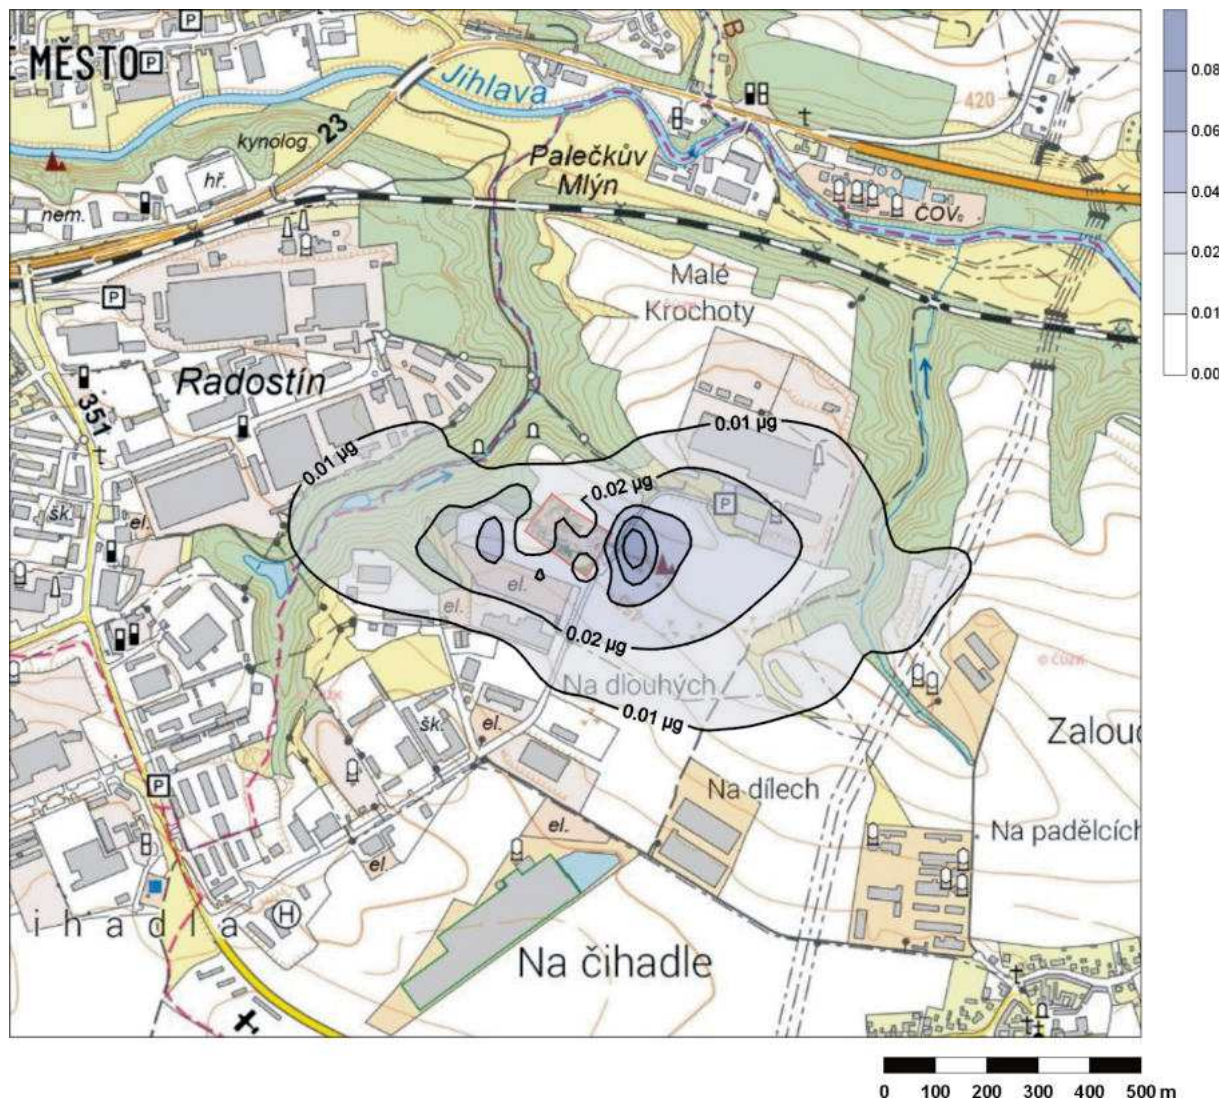 P
É MĚSTO P
B
0.08
Jihlava
420
0.06
kynolog.
23
Palečkův
Mlýn
hř.
0.04
nem.
ČOV
0.02
P
Malé
Krochoty
0.01
0.00
Radostín
351
0.01 µg
0.01 µg
0.02 µg
P
šk.
el.
el.
el.
0.02 µg
© ČÚZK
Na dlouhých
0.01 µg
šk.
el.
Zalouč
P
Na dílech
el.
Na padělcích
el.
H
ihadla
Na čihadle
0 100 200 300 400 500 m